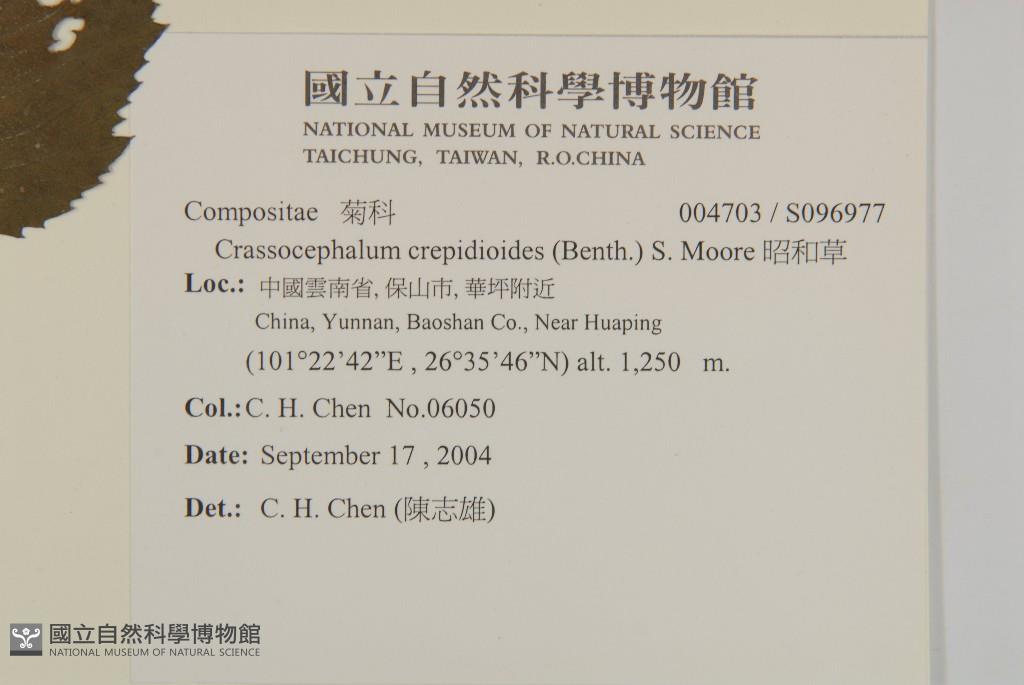 國立自然科學博物館
NATIONAL MUSEUM OF NATURAL SCIENCE
TAICHUNG, TAIWAN, R.O.CHINA
Compositae 菊科 004703 / S096977
Crassocephalum crepidioides (Benth.) S. Moore 昭和草
Loc.: 中國雲南省, 保山市, 華坪附近
China, Yunnan, Baoshan Co., Near Huaping
(101°22’42”E , 26°35’46”N) alt. 1,250 m.
Col.: C. H. Chen No.06050
Date: September 17 , 2004
Det.: C. H. Chen (陳志雄)
國立自然科學博物館
NATIONAL MUSEUM OF NATURAL SCIENCE